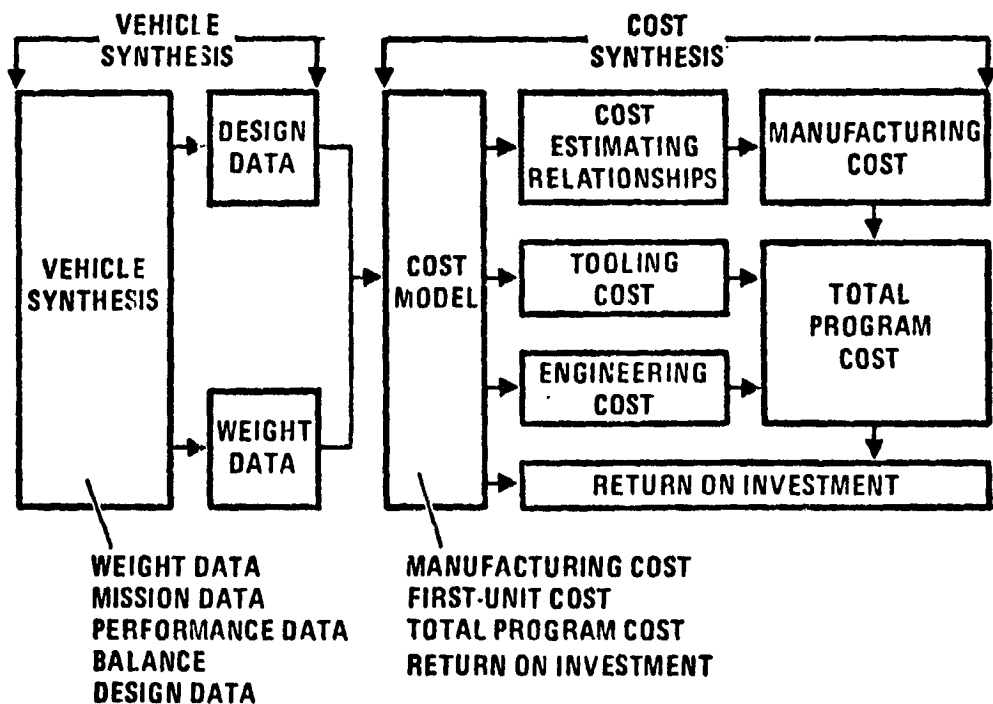 VEHICLE
SYNTHESIS
COST
SYNTHESIS
VEHICLE
SYNTHESIS
DESIGN
DATA
WEIGHT
DATA
COST
MODEL
COST
ESTIMATING
RELATIONSHIPS
MANUFACTURING
COST
TOOLING
COST
ENGINEERING
COST
TOTAL
PROGRAM
COST
RETURN ON INVESTMENT
WEIGHT DATA
MISSION DATA
PERFORMANCE DATA
BALANCE
DESIGN DATA
MANUFACTURING COST
FIRST-UNIT COST
TOTAL PROGRAM COST
RETURN ON INVESTMENT